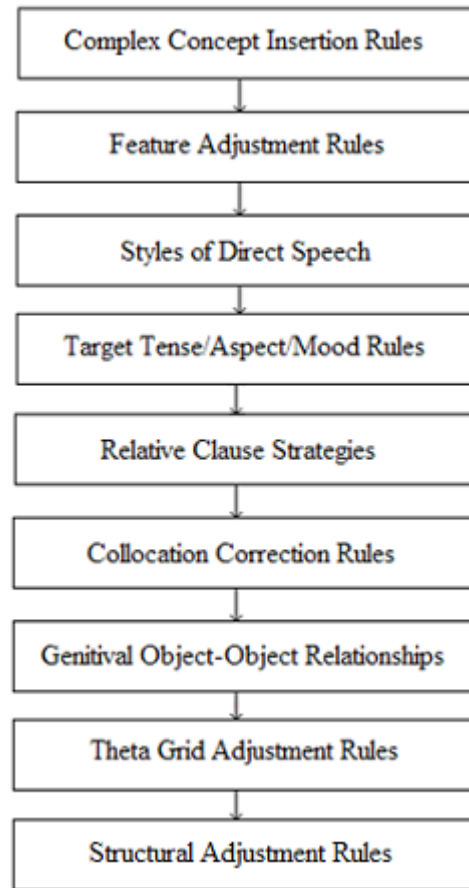 Complex Concept Insertion Rules
Feature Adjustment Rules
Styles of Direct Speech
Target Tense/Aspect/Mood Rules
Relative Clause Strategies
Collocation Correction Rules
Genitival Object-Object Relationships
Theta Grid Adjustment Rules
Structural Adjustment Rules